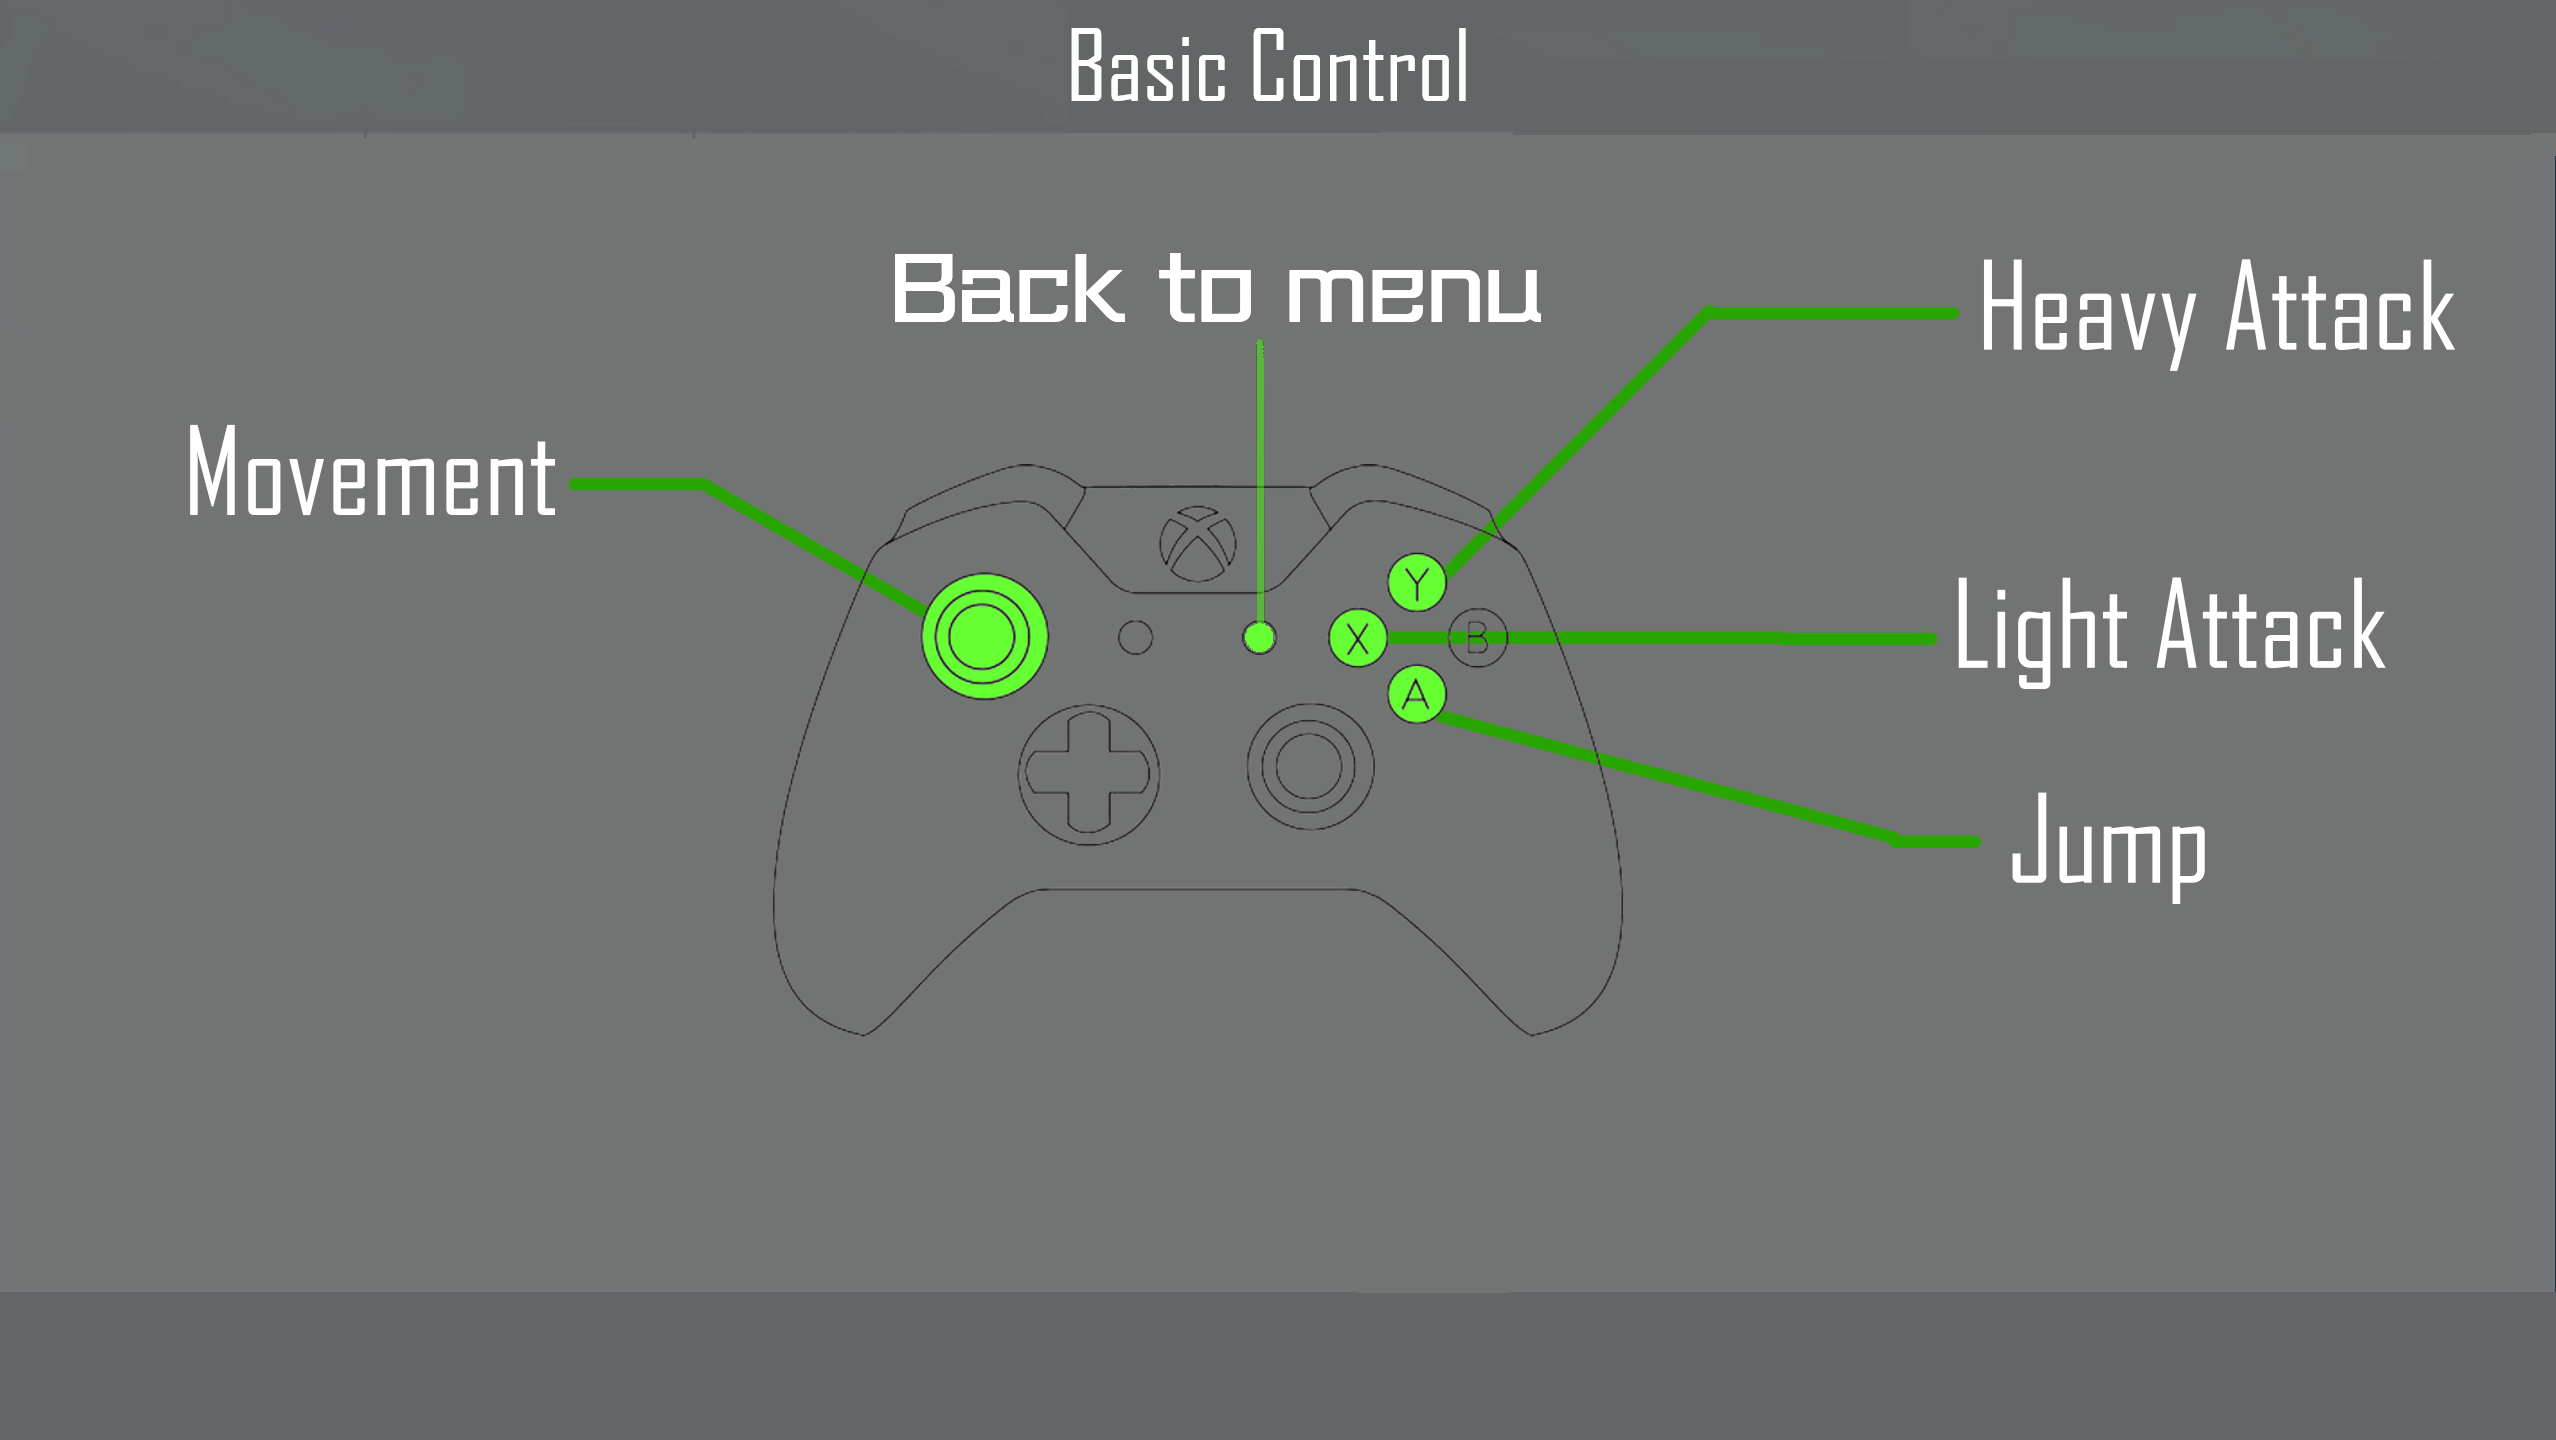 Basic Control
Back to menu
Heavy Attack
Movement
Y
Light Attack
X
B
A
Jump